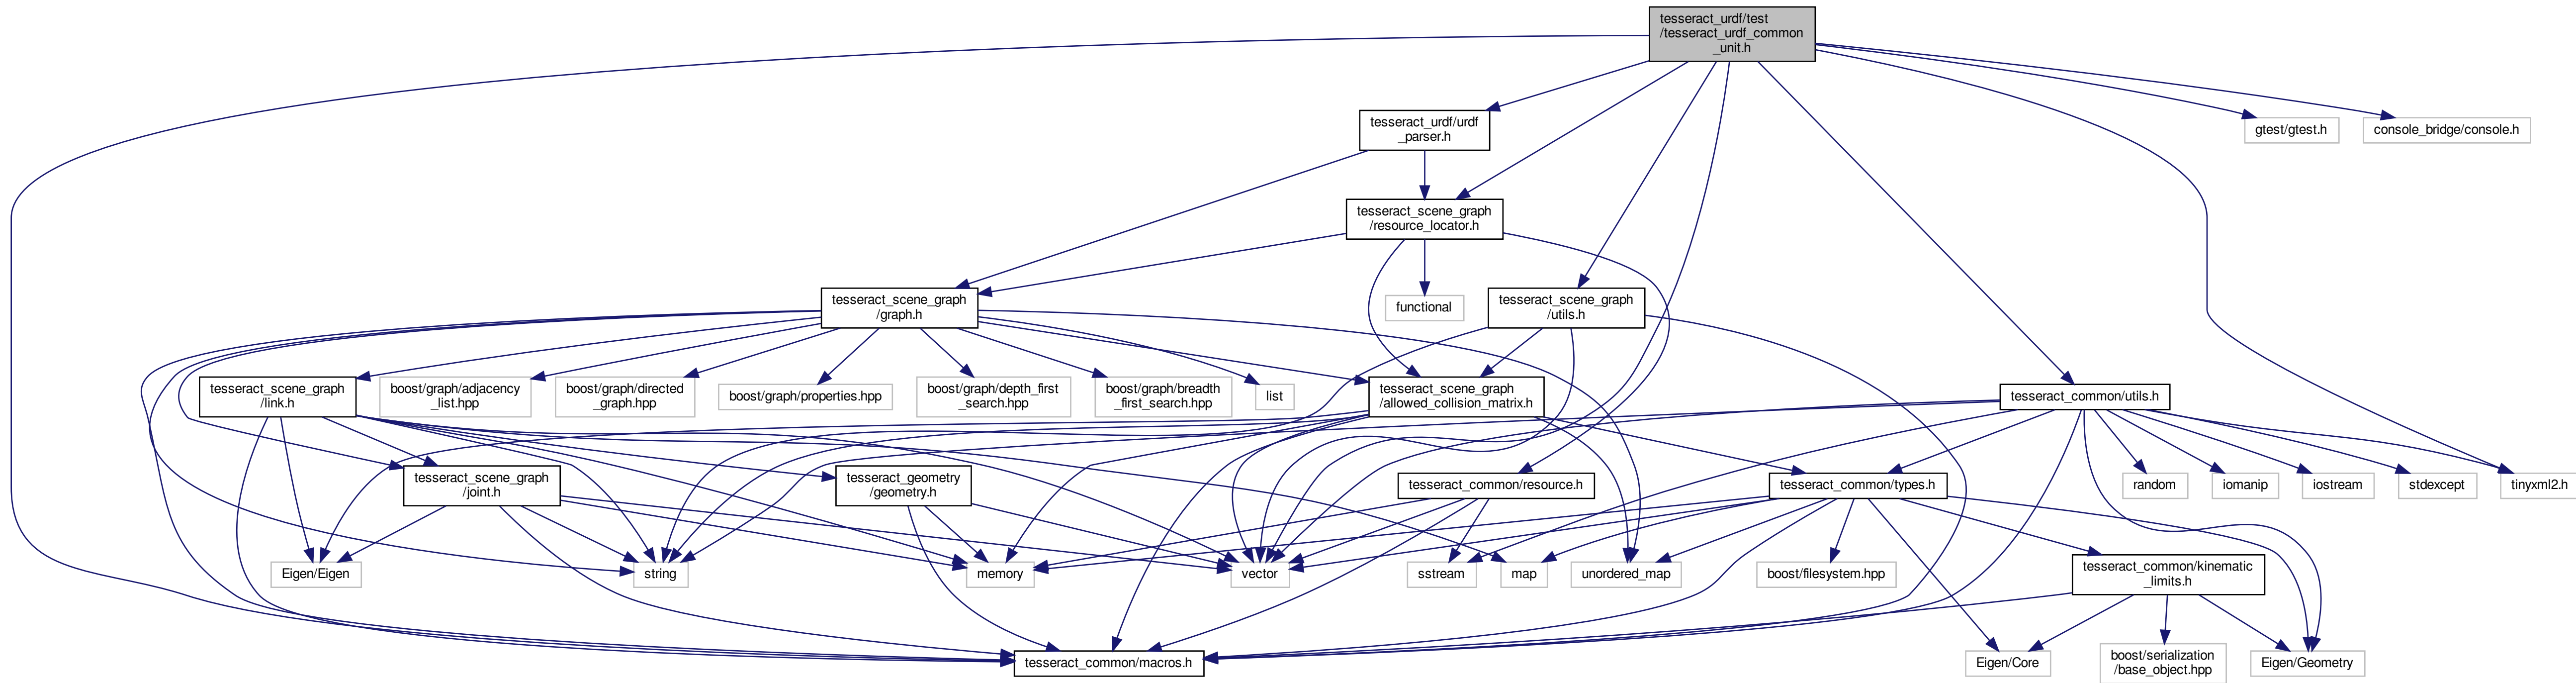 tesseract_urdf/test
/tesseract_urdf_common
_unit.h
tesseract_urdf/urdf
_parser.h
gtest/gtest.h
console_bridge/console.h
tesseract_scene_graph
/resource_locator.h
tesseract_scene_graph
/graph.h
functional
tesseract_scene_graph
/utils.h
tesseract_scene_graph
/link.h
boost/graph/adjacency
_list.hpp
boost/graph/directed
_graph.hpp
boost/graph/properties.hpp
boost/graph/depth_first
_search.hpp
boost/graph/breadth
_first_search.hpp
list
tesseract_scene_graph
/allowed_collision_matrix.h
tesseract_common/utils.h
tesseract_scene_graph
/joint.h
tesseract_geometry
/geometry.h
tesseract_common/resource.h
tesseract_common/types.h
random
iomanip
iostream
stdexcept
tinyxml2.h
Eigen/Eigen
string
memory
vector
sstream
map
unordered_map
boost/filesystem.hpp
tesseract_common/kinematic
_limits.h
tesseract_common/macros.h
Eigen/Core
boost/serialization
/base_object.hpp
Eigen/Geometry